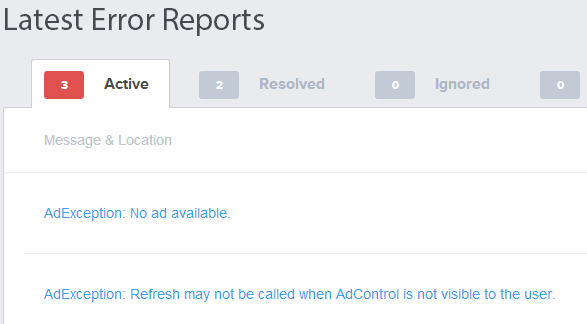 Latest Error Reports
3 Active 2 Resolved 0 Ignored 0
Message & Location
AdException: No ad available.
AdException: Refresh may not be called when AdControl is not visible to the user.